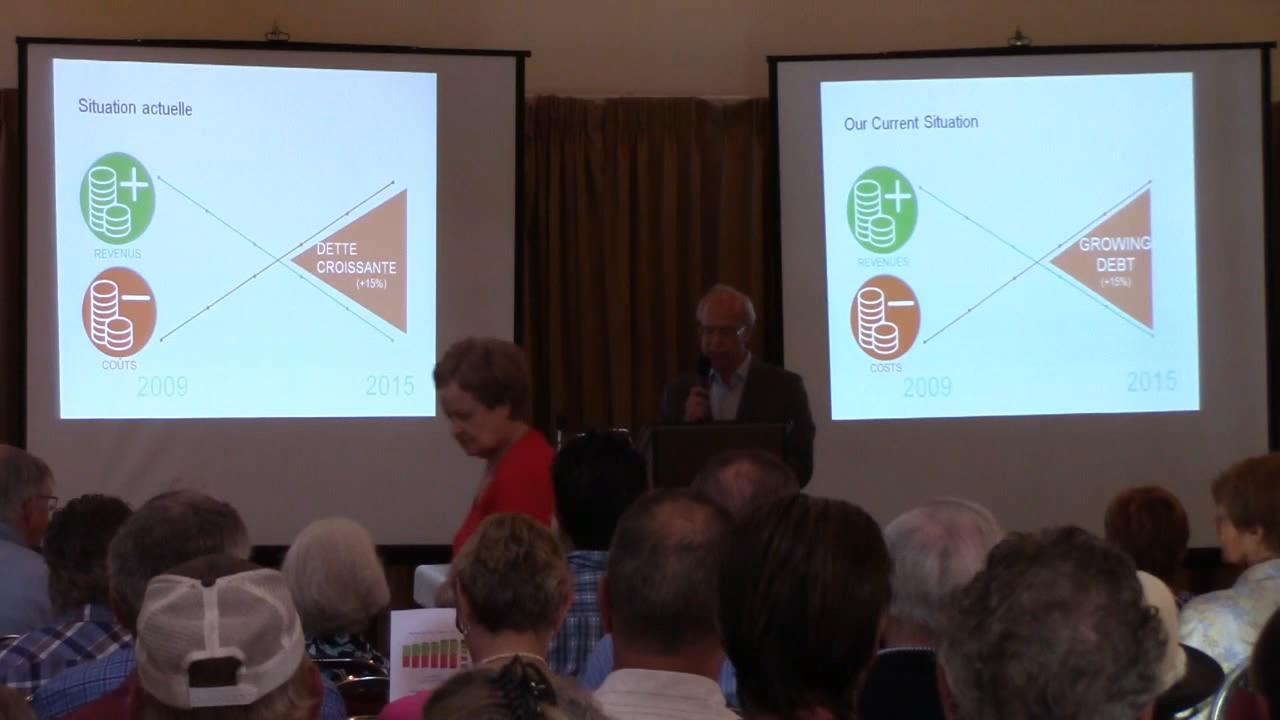 Situation actuelle
REVENUS
DETTE
CROISSANTE
(+15%)
COÛTS
2009
2015
Our Current Situation
REVENUES
GROWING
DEBT
(+15%)
COSTS
2009
2015